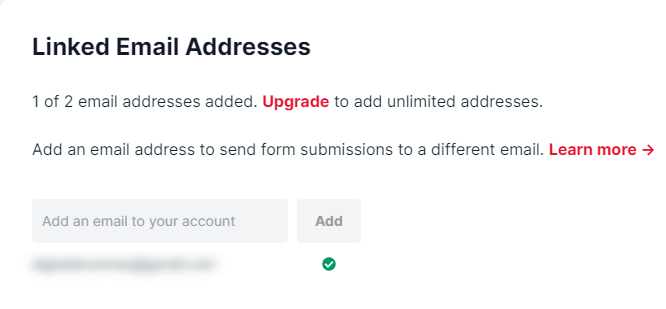 Linked Email Addresses
1 of 2 email addresses added. Upgrade to add unlimited addresses.
Add an email address to send form submissions to a different email. Learn more →
Add an email to your account
Add